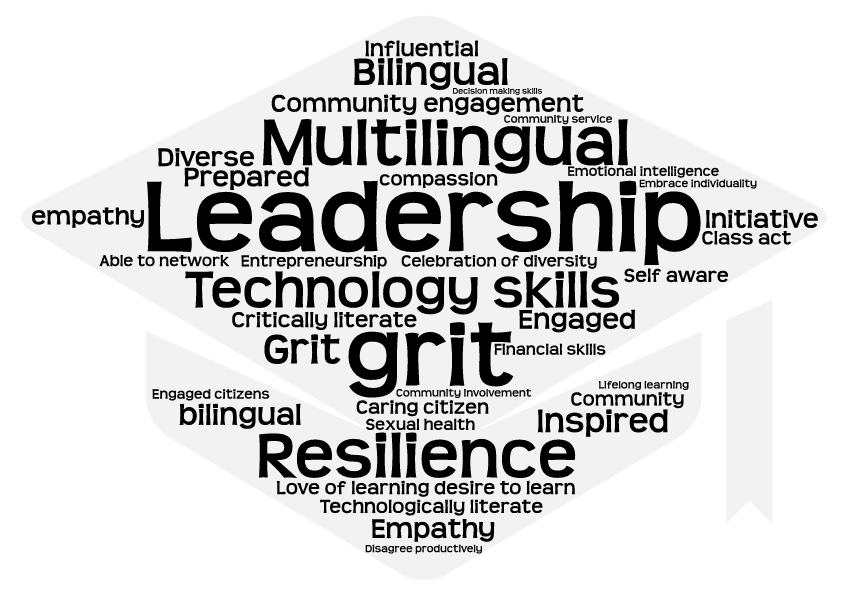 Influential
Bilingual
Decision making skills
Community engagement
Community service
Multilingual
Diverse
Prepared
compassion
Emotional intelligence
Embrace individuality
empathy
Leadership
Initiative
Class act
Able to network
Entrepreneurship
Celebration of diversity
Self aware
Technology skills
Critically literate
Engaged
Grit
grit
Financial skills
Engaged citizens
Community involvement
Lifelong learning
Community
bilingual
Caring citizen
Inspired
Sexual health
Resilience
Love of learning desire to learn
Technologically literate
Empathy
Disagree productively